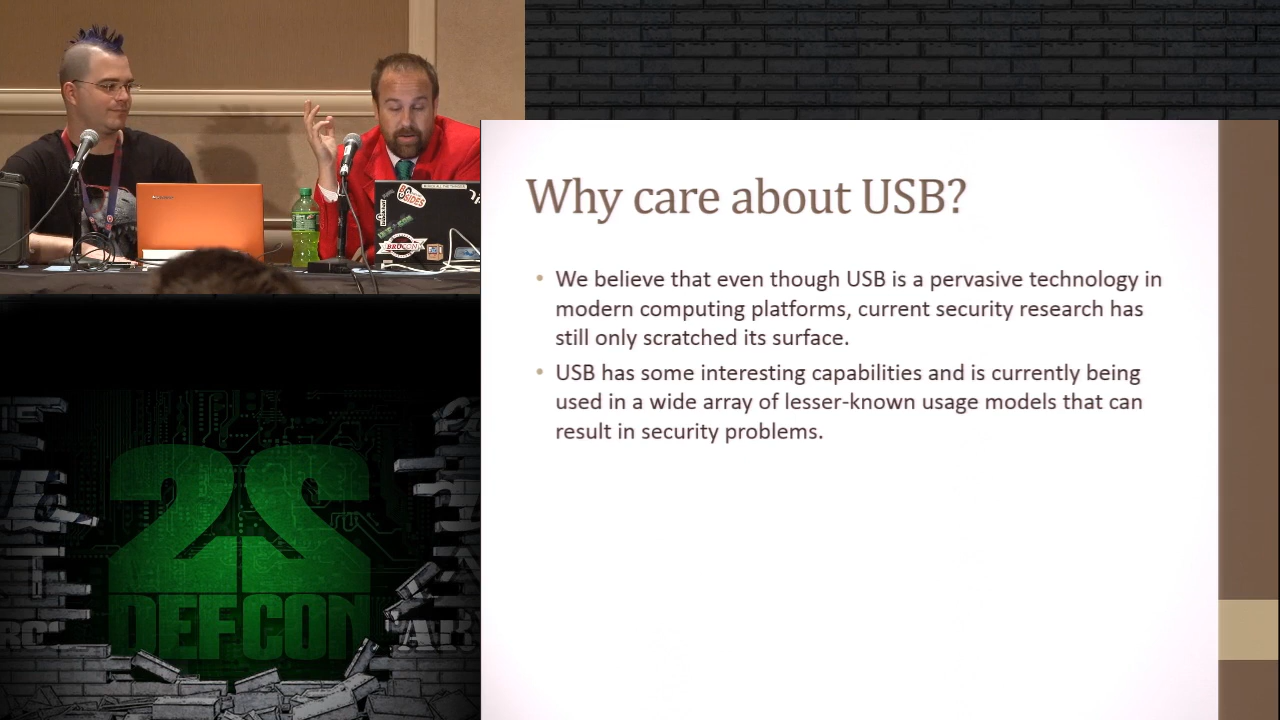 Why care about USB?
• We believe that even though USB is a pervasive technology in
modern computing platforms, current security research has
still only scratched its surface.
• USB has some interesting capabilities and is currently being
used in a wide array of lesser-known usage models that can
result in security problems.
BSIDES
BRUCON
22
DEFCON